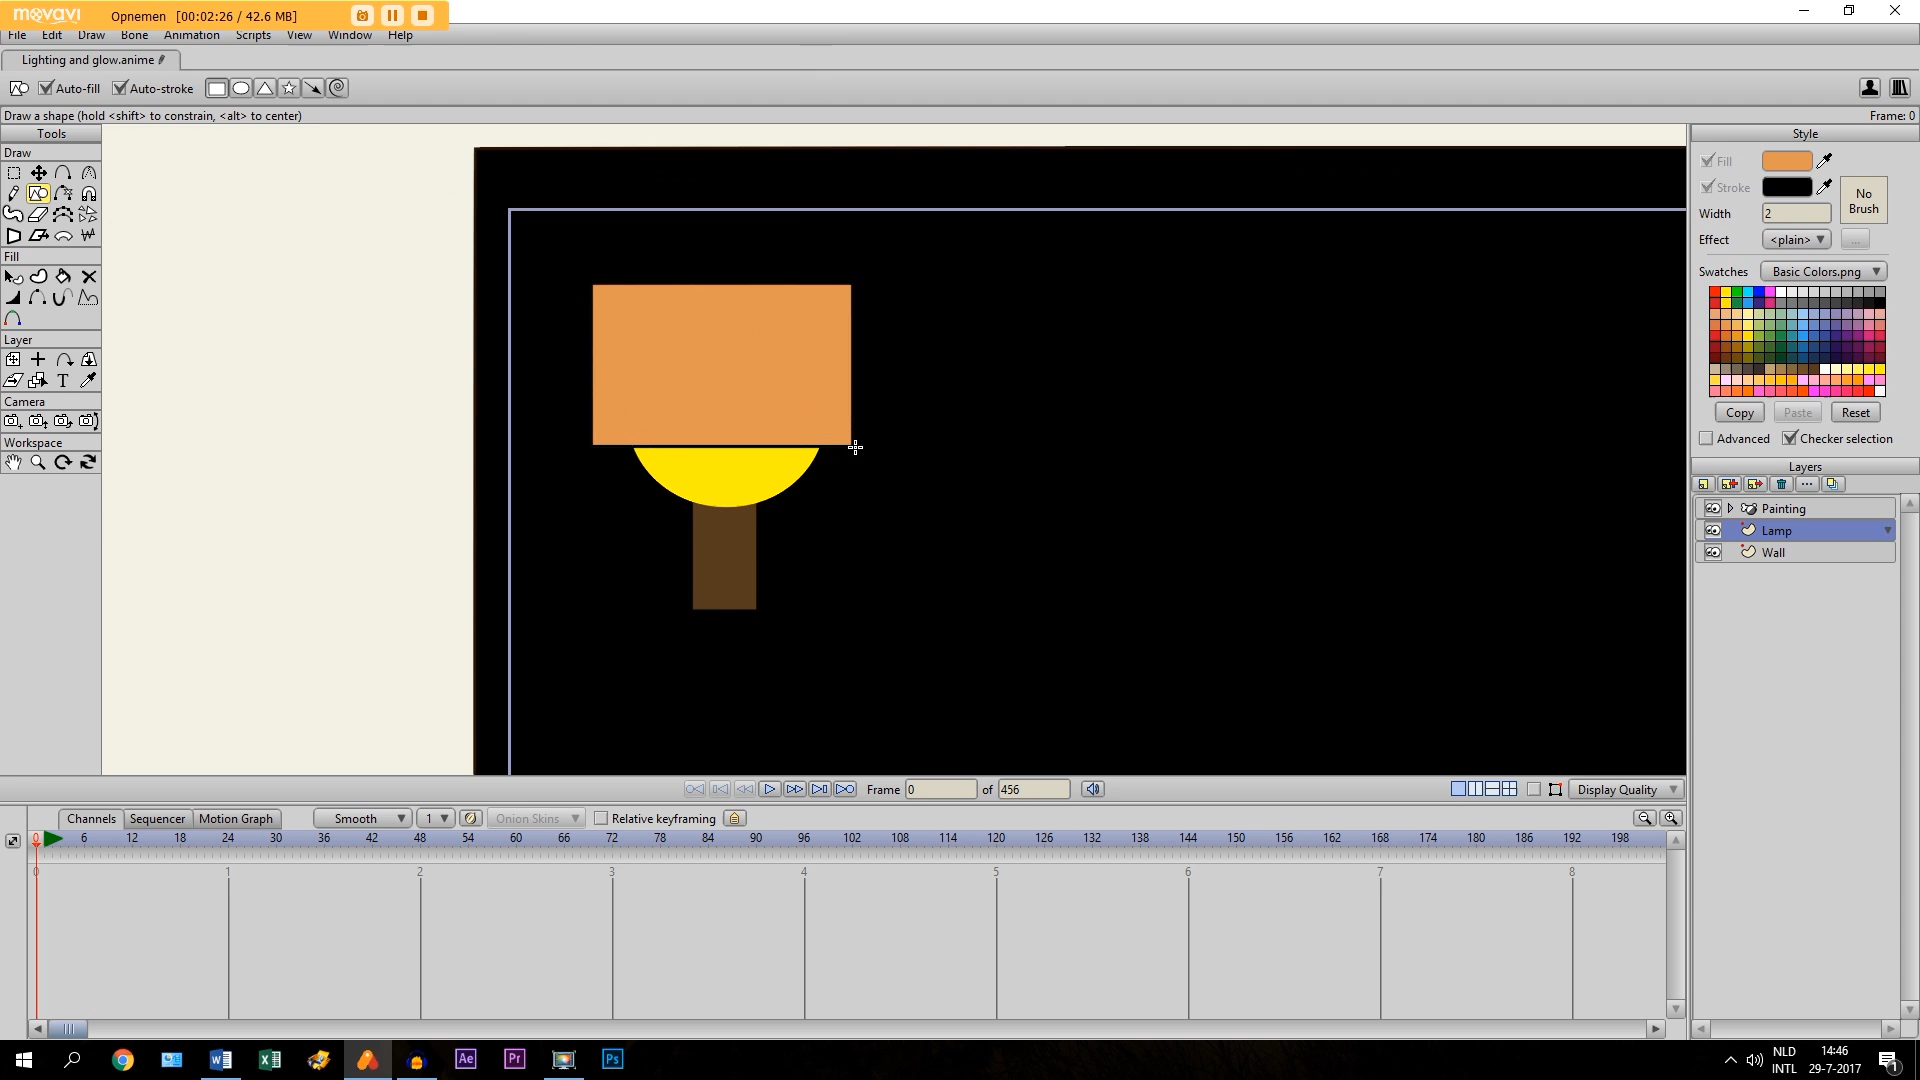 movavi Opnemen [00:02:26 / 42.6 MB]
File Edit Draw Bone Animation Scripts View Window Help
Lighting and glow.anime
Auto-fill Auto-stroke
Draw a shape (hold <shift> to constrain, <alt> to center) Frame: 0
Tools Style
Draw
Fill
Stroke
No
Brush
Width 2
Effect <plain> ...
Fill
Swatches Basic Colors.png
Layer
T
Camera
Copy Paste Reset
Workspace
Advanced Checker selection
Layers
Painting
Lamp
Wall
Frame 0 of 456 Display Quality
Channels Sequencer Motion Graph Smooth 1 Onion Skins Relative keyframing
0 6 12 18 24 30 36 42 48 54 60 66 72 78 84 90 96 102 108 114 120 126 132 138 144 150 156 162 168 174 180 186 192 198
0 1 2 3 4 5 6 7 8
Ae Pr Ps
NLD
INTL
14:46
29-7-2017
1